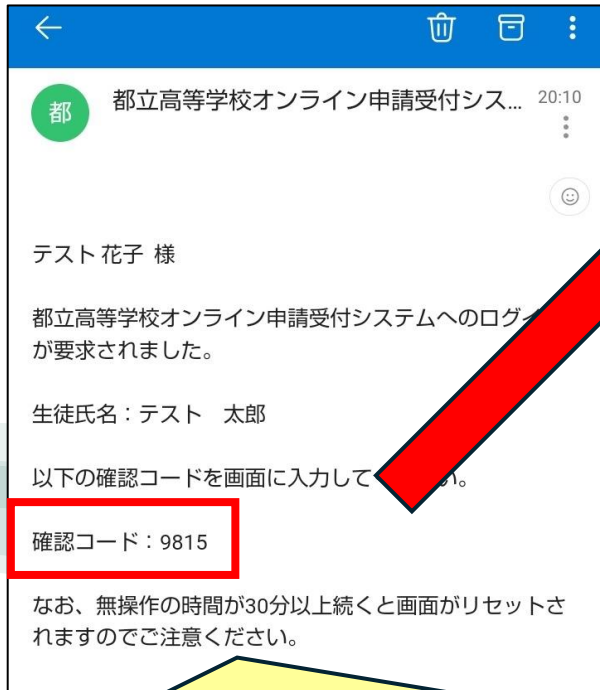 都
都立高等学校オンライン申請受付シス...
20:10
テスト 花子 様
都立高等学校オンライン申請受付システムへのログ
が要求されました。
生徒氏名：テスト　太郎
以下の確認コードを画面に入力して
い。
確認コード：9815
なお、無操作の時間が30分以上続くと画面がリセットさ
れますのでご注意ください。